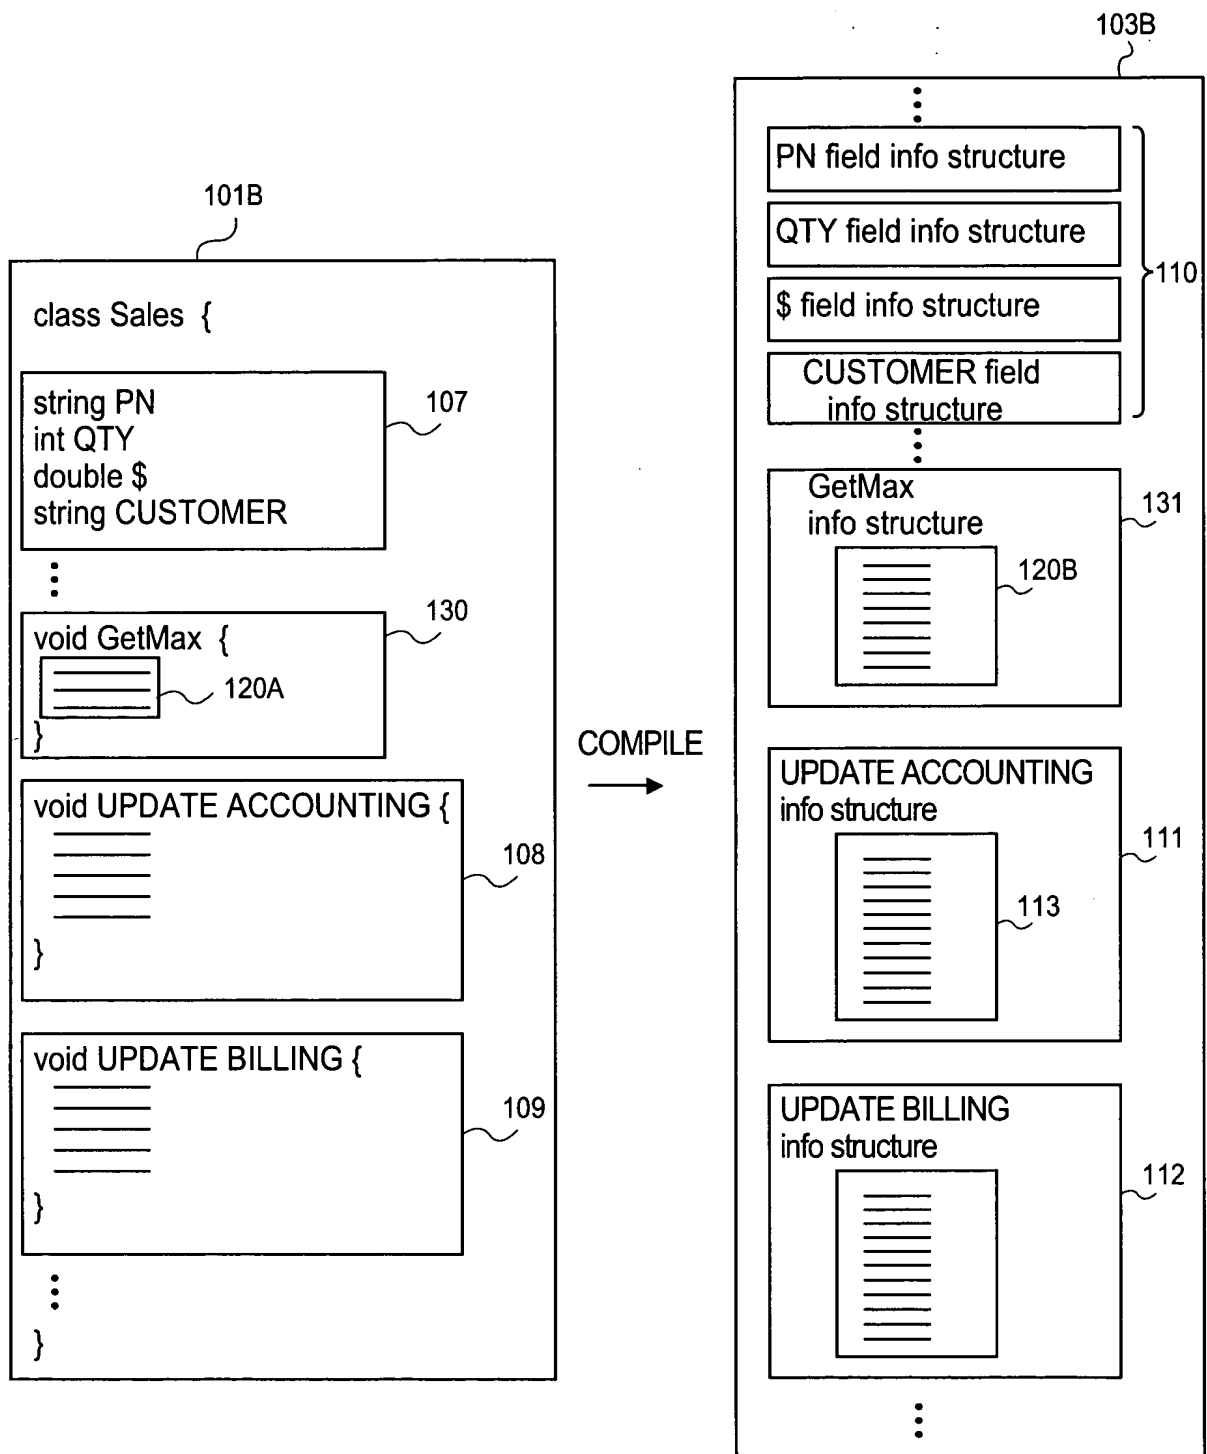 101B
class Sales {
string PN
int QTY
double $
string CUSTOMER
107
void GetMax {
130
120A
}
void UPDATE ACCOUNTING {
108
}
void UPDATE BILLING {
109
}
}
COMPILE
103B
PN field info structure
QTY field info structure
$ field info structure
CUSTOMER field
info structure
110
GetMax
info structure
131
120B
UPDATE ACCOUNTING
info structure
111
113
UPDATE BILLING
info structure
112